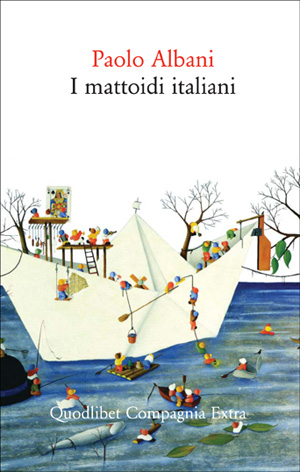 Paolo Albani
I mattoidi italiani
Quodlibet Compagnia Extra